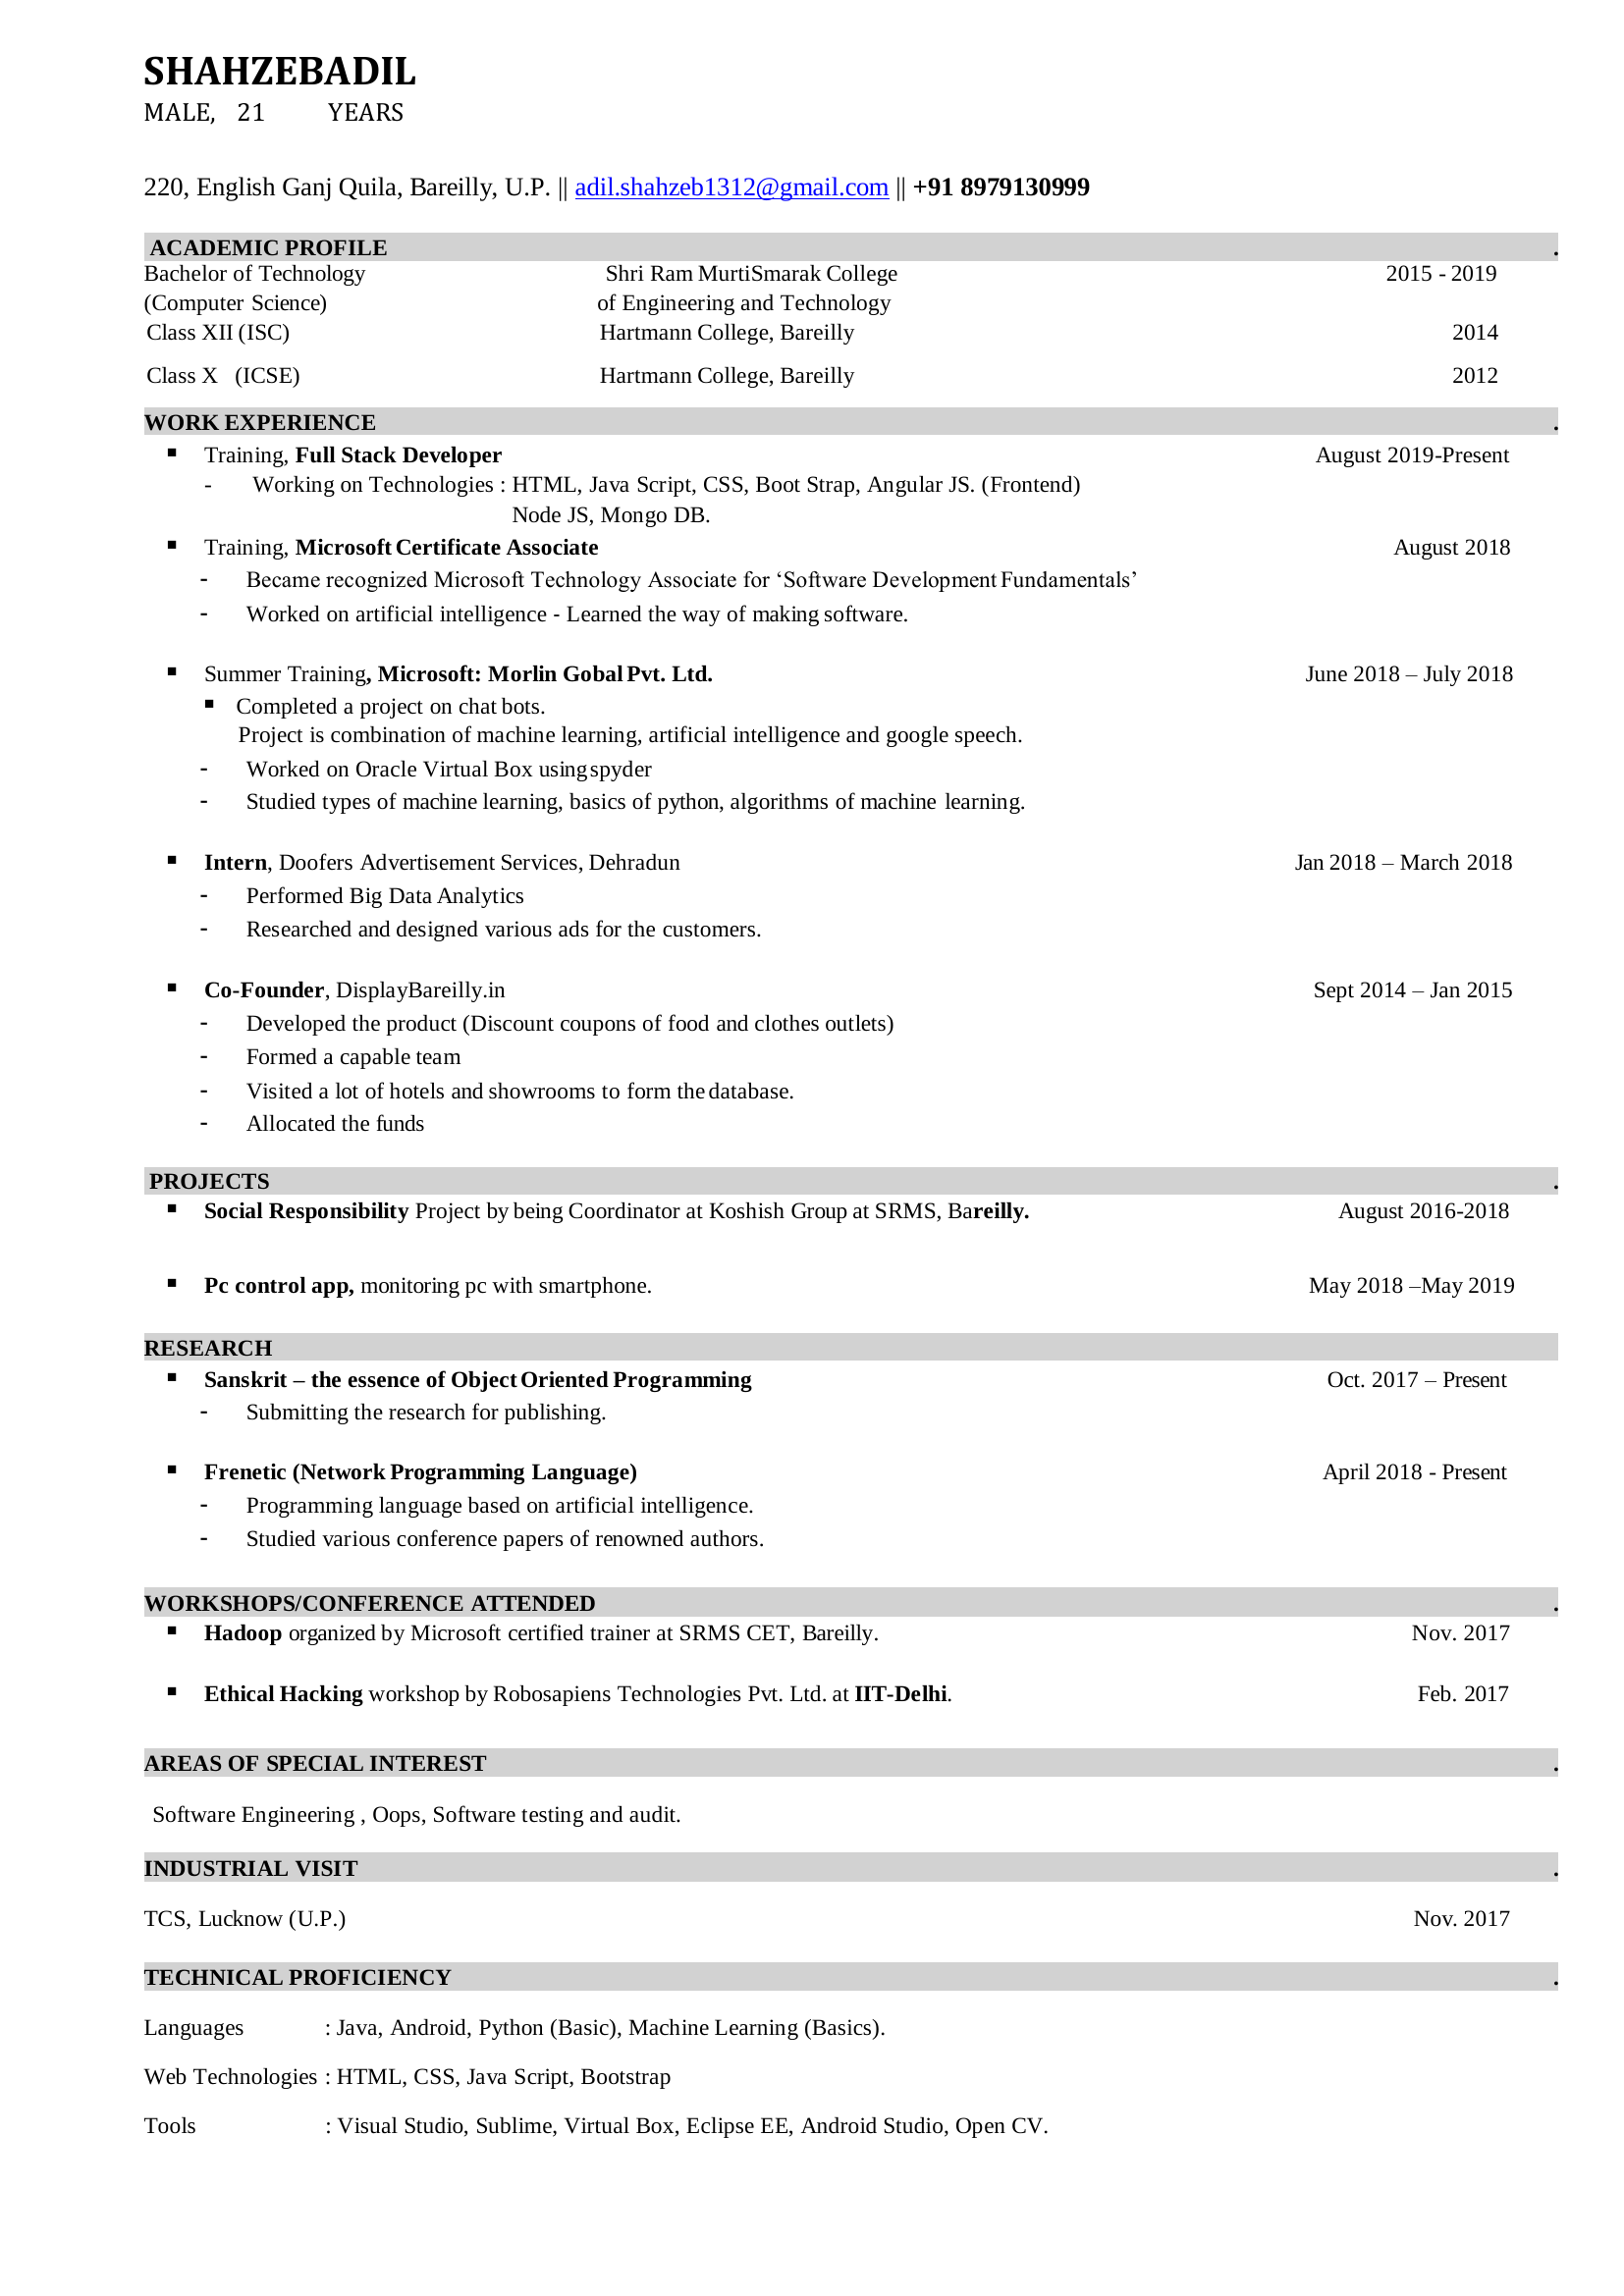 SHAHZEBADIL
MALE, 21 YEARS
220, English Ganj Quila, Bareilly, U.P. || adil.shahzeb1312@gmail.com || +91 8979130999
ACADEMIC PROFILE .
Bachelor of Technology Shri Ram MurtiSmarak College 2015 - 2019
(Computer Science) of Engineering and Technology
Class XII (ISC) Hartmann College, Bareilly 2014
Class X (ICSE) Hartmann College, Bareilly 2012
WORK EXPERIENCE .
▪ Training, Full Stack Developer August 2019-Present
- Working on Technologies : HTML, Java Script, CSS, Boot Strap, Angular JS. (Frontend)
Node JS, Mongo DB.
▪ Training, Microsoft Certificate Associate August 2018
- Became recognized Microsoft Technology Associate for ‘Software Development Fundamentals’
- Worked on artificial intelligence - Learned the way of making software.
▪ Summer Training, Microsoft: Morlin Gobal Pvt. Ltd. June 2018 – July 2018
▪ Completed a project on chat bots.
Project is combination of machine learning, artificial intelligence and google speech.
- Worked on Oracle Virtual Box using spyder
- Studied types of machine learning, basics of python, algorithms of machine learning.
▪ Intern, Doofers Advertisement Services, Dehradun Jan 2018 – March 2018
- Performed Big Data Analytics
- Researched and designed various ads for the customers.
▪ Co-Founder, DisplayBareilly.in Sept 2014 – Jan 2015
- Developed the product (Discount coupons of food and clothes outlets)
- Formed a capable team
- Visited a lot of hotels and showrooms to form the database.
- Allocated the funds
PROJECTS .
▪ Social Responsibility Project by being Coordinator at Koshish Group at SRMS, Bareilly. August 2016-2018
▪ Pc control app, monitoring pc with smartphone. May 2018 –May 2019
RESEARCH
▪ Sanskrit – the essence of Object Oriented Programming Oct. 2017 – Present
- Submitting the research for publishing.
▪ Frenetic (Network Programming Language) April 2018 - Present
- Programming language based on artificial intelligence.
- Studied various conference papers of renowned authors.
WORKSHOPS/CONFERENCE ATTENDED .
▪ Hadoop organized by Microsoft certified trainer at SRMS CET, Bareilly. Nov. 2017
▪ Ethical Hacking workshop by Robosapiens Technologies Pvt. Ltd. at IIT-Delhi. Feb. 2017
AREAS OF SPECIAL INTEREST .
Software Engineering , Oops, Software testing and audit.
INDUSTRIAL VISIT .
TCS, Lucknow (U.P.) Nov. 2017
TECHNICAL PROFICIENCY .
Languages : Java, Android, Python (Basic), Machine Learning (Basics).
Web Technologies : HTML, CSS, Java Script, Bootstrap
Tools : Visual Studio, Sublime, Virtual Box, Eclipse EE, Android Studio, Open CV.